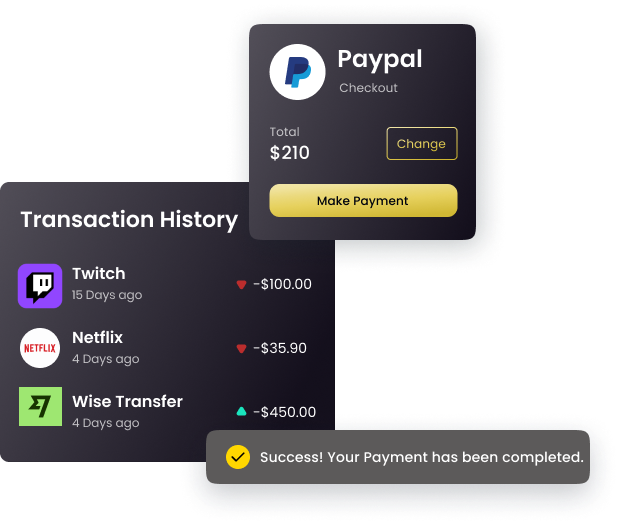 Paypal
Checkout
Total
$210
Change
Make Payment
Transaction History
Twitch
15 Days ago
-$100.00
NETFLIX
Netflix
4 Days ago
-$35.90
Wise Transfer
4 Days ago
-$450.00
Success! Your Payment has been completed.